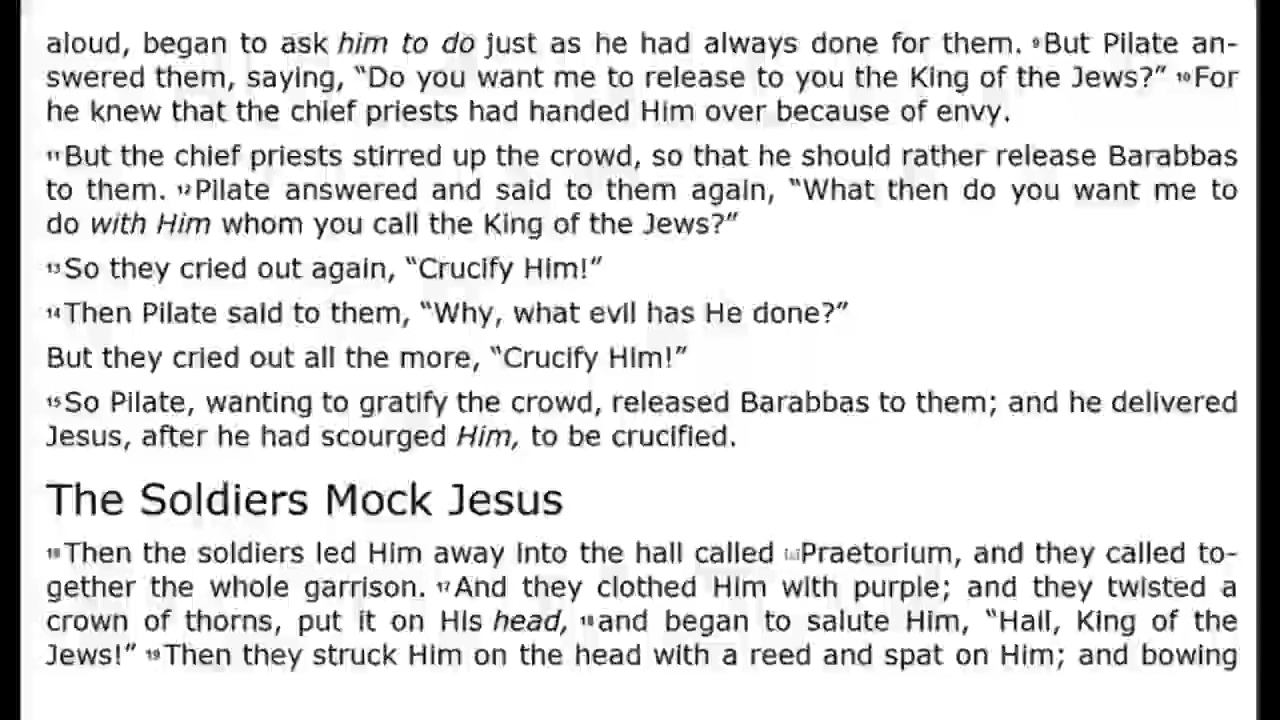 aloud, began to ask him to do just as he had always done for them. 9But Pilate an-
swered them, saying, “Do you want me to release to you the King of the Jews?” 10For
he knew that the chief priests had handed Him over because of envy.
11But the chief priests stirred up the crowd, so that he should rather release Barabbas
to them. 12Pilate answered and said to them again, “What then do you want me to
do with Him whom you call the King of the Jews?”
13So they cried out again, “Crucify Him!”
14Then Pilate said to them, “Why, what evil has He done?”
But they cried out all the more, “Crucify Him!”
15So Pilate, wanting to gratify the crowd, released Barabbas to them; and he delivered
Jesus, after he had scourged Him, to be crucified.
The Soldiers Mock Jesus
16Then the soldiers led Him away into the hall called Praetorium, and they called to-
gether the whole garrison. 17And they clothed Him with purple; and they twisted a
crown of thorns, put it on His head, 18and began to salute Him, “Hail, King of the
Jews!” 19Then they struck Him on the head with a reed and spat on Him; and bowing